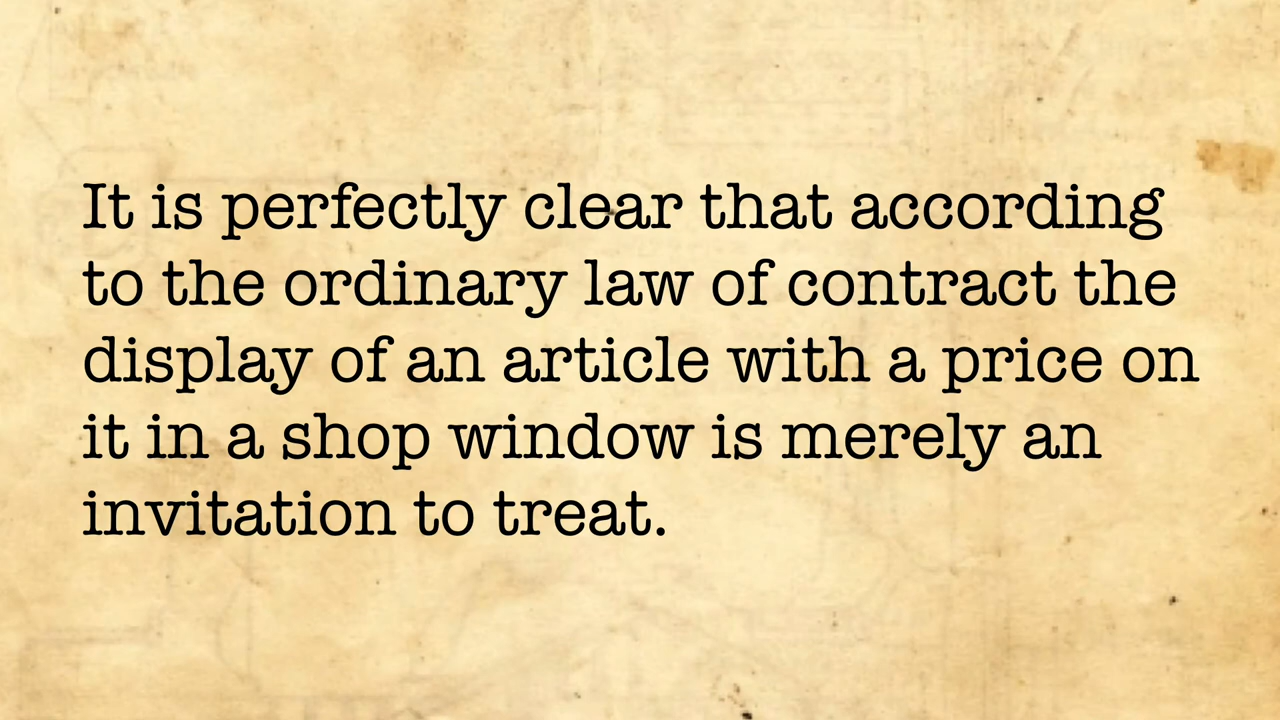 It is perfectly clear that according
to the ordinary law of contract the
display of an article with a price on
it in a shop window is merely an
invitation to treat.